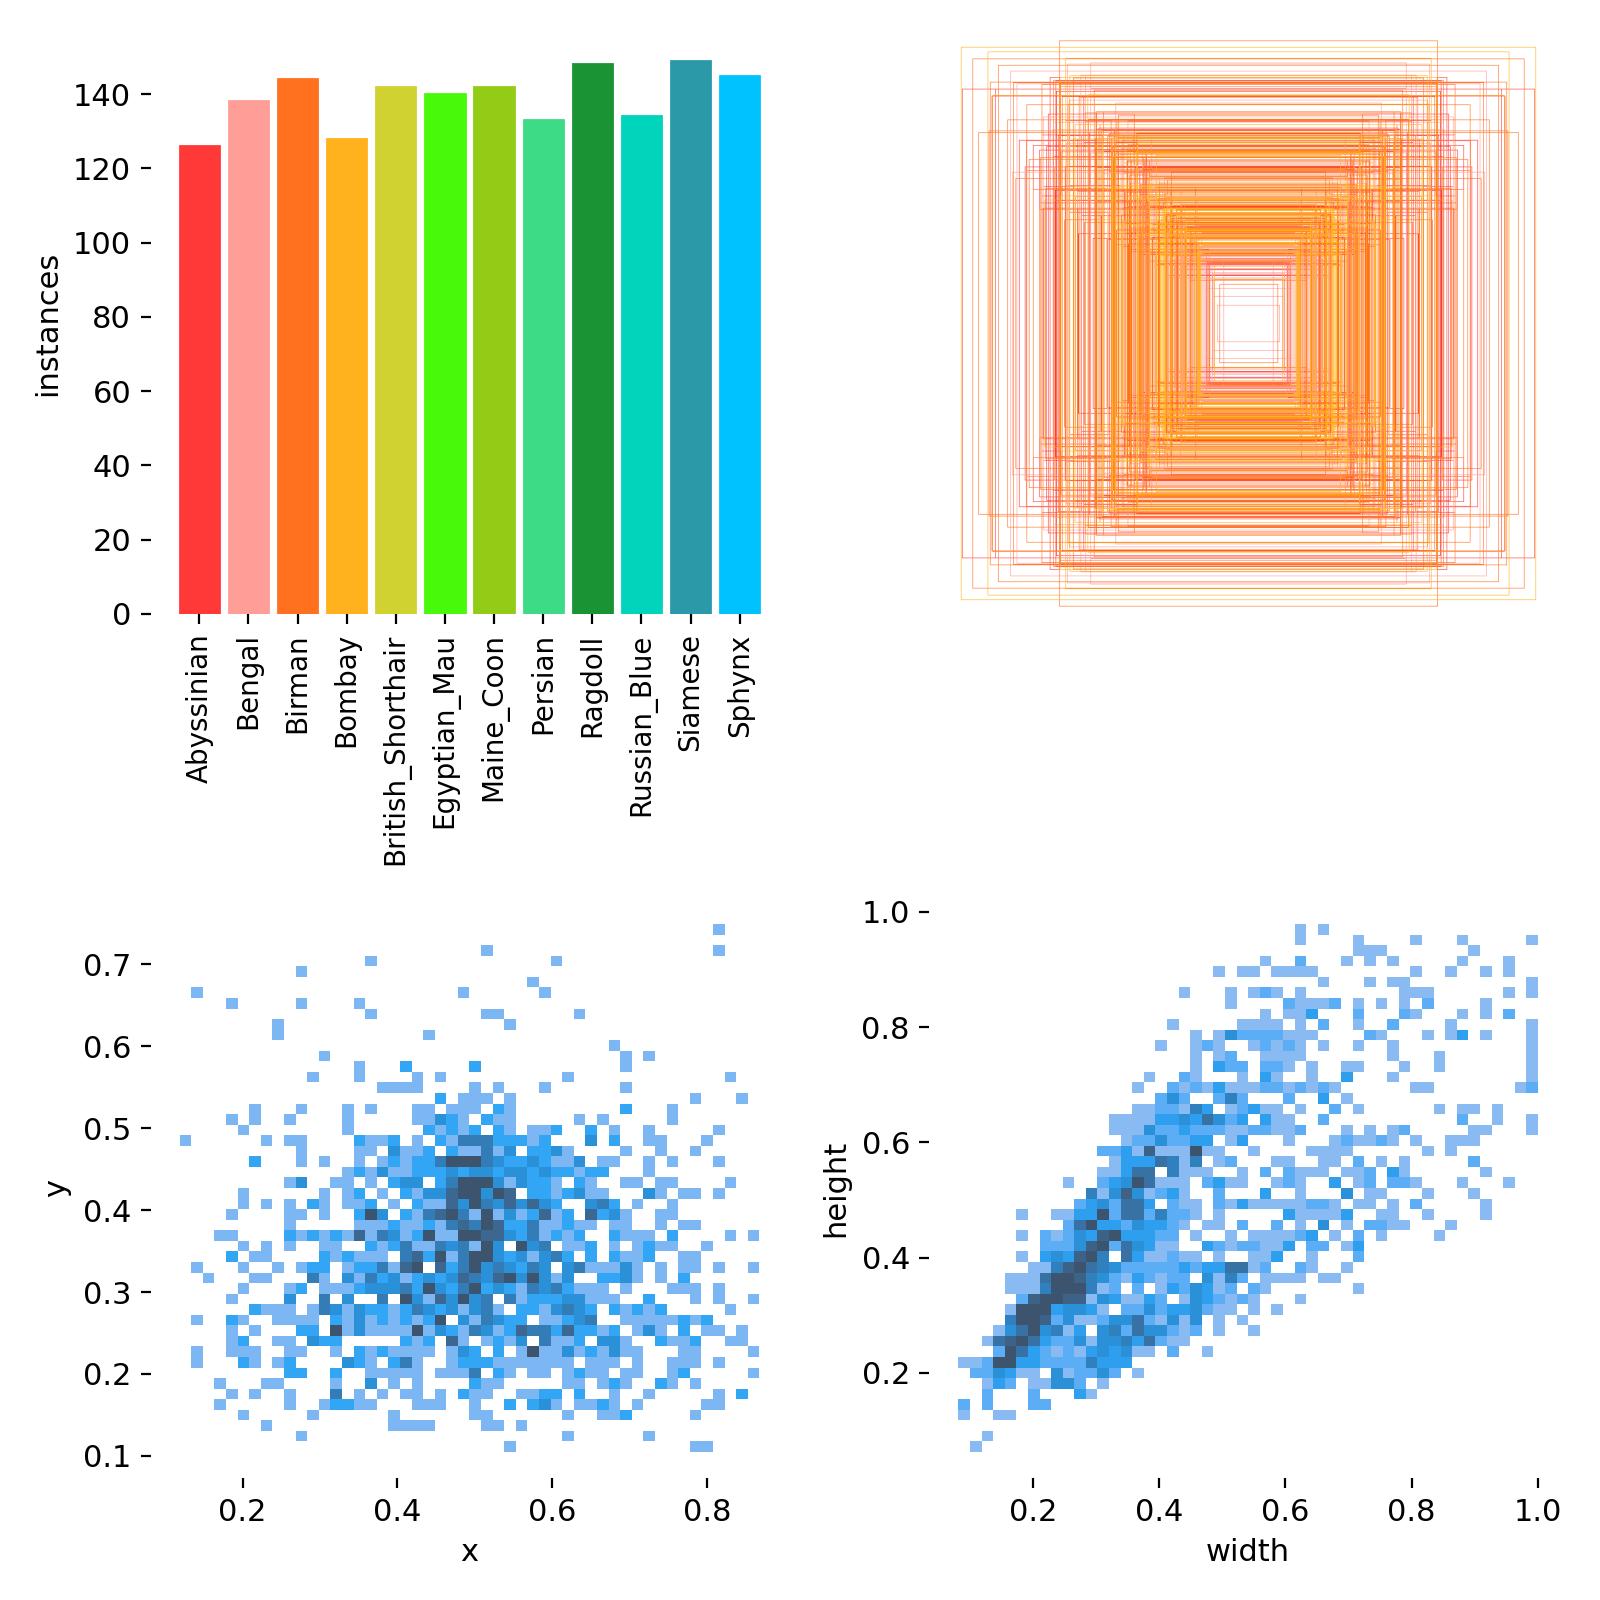 instances
140
120
100
80
60
40
20
0
Abyssinian
Bengal
Birman
Bombay
British_Shorthair
Egyptian_Mau
Maine_Coon
Persian
Ragdoll
Russian_Blue
Siamese
Sphynx
y
0.7
0.6
0.5
0.4
0.3
0.2
0.1
0.2 0.4 0.6 0.8
x
height
1.0
0.8
0.6
0.4
0.2
0.2 0.4 0.6 0.8 1.0
width